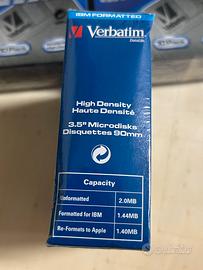 IBM FORMATTED
Verbatim
DataLife
High Density
Haute Densité
3.5" Microdisks
Disquettes 90mm
Capacity
Unformatted 2.0MB
Formatted for IBM 1.44MB
Re-Formats to Apple 1.40MB